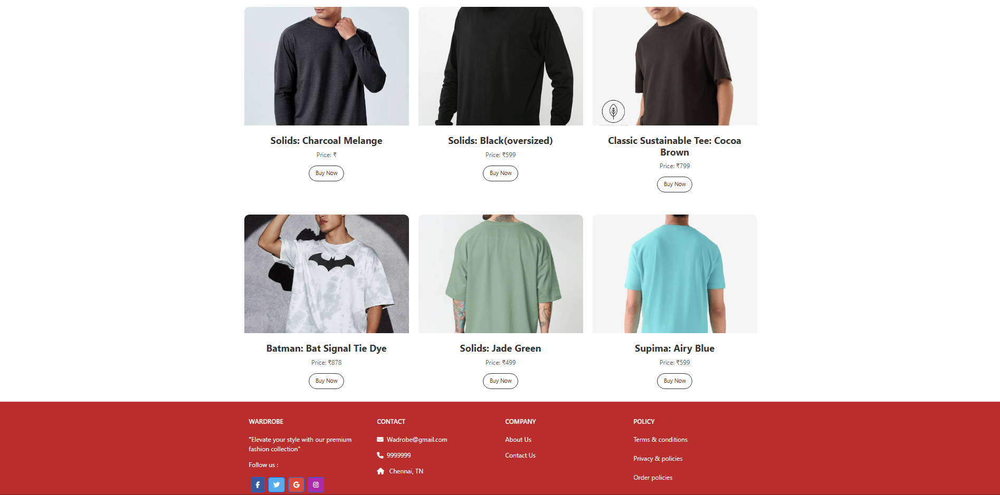 Solids: Charcoal Melange
Price: ₹
Buy Now
Solids: Black(oversized)
Price: ₹599
Buy Now
Classic Sustainable Tee: Cocoa
Brown
Price: ₹799
Buy Now
Batman: Bat Signal Tie Dye
Price: ₹878
Buy Now
Solids: Jade Green
Price: ₹499
Buy Now
Supima: Airy Blue
Price: ₹599
Buy Now
WARDROBE
"Elevate your style with our premium
fashion collection"
Follow us :
CONTACT
Wadrobe@gmail.com
9999999
Chennai, TN
COMPANY
About Us
Contact Us
POLICY
Terms & conditions
Privacy & policies
Order policies